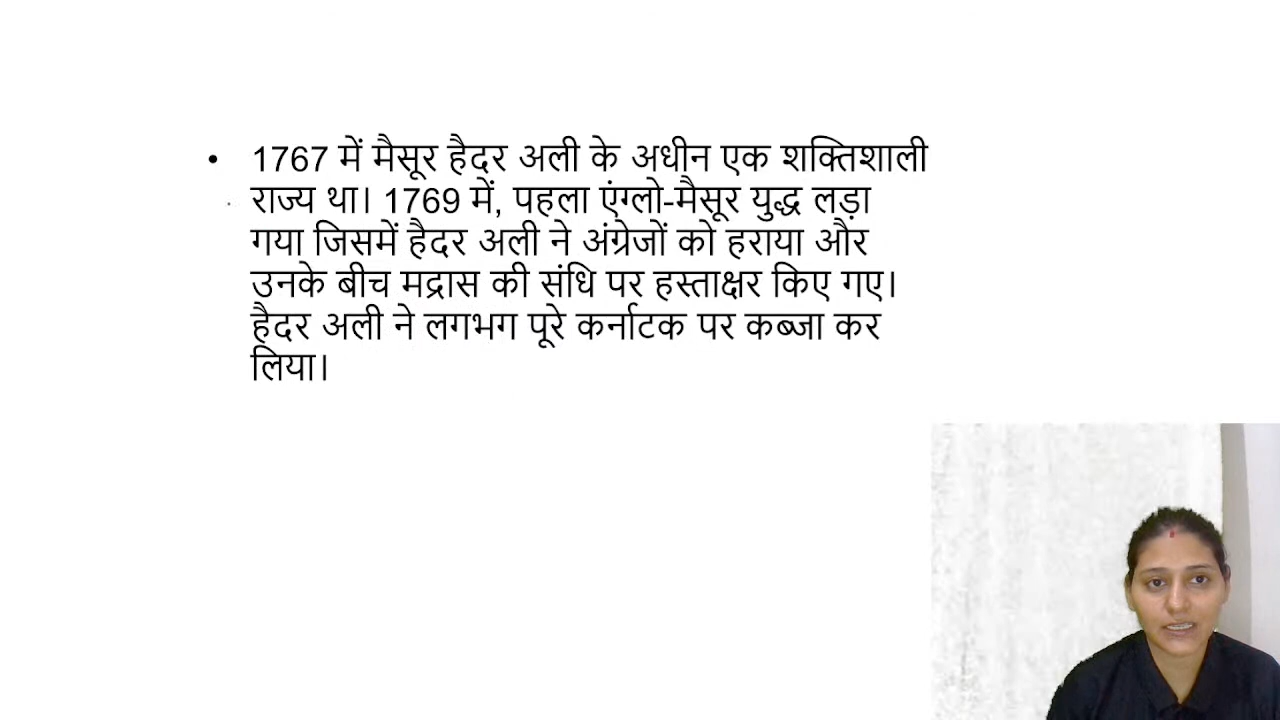 • 1767 में मैसूर हैदर अली के अधीन एक शक्तिशाली
राज्य था। 1769 में, पहला एंग्लो-मैसूर युद्ध लड़ा
गया जिसमें हैदर अली ने अंग्रेजों को हराया और
उनके बीच मद्रास की संधि पर हस्ताक्षर किए गए।
हैदर अली ने लगभग पूरे कर्नाटक पर कब्जा कर
लिया।